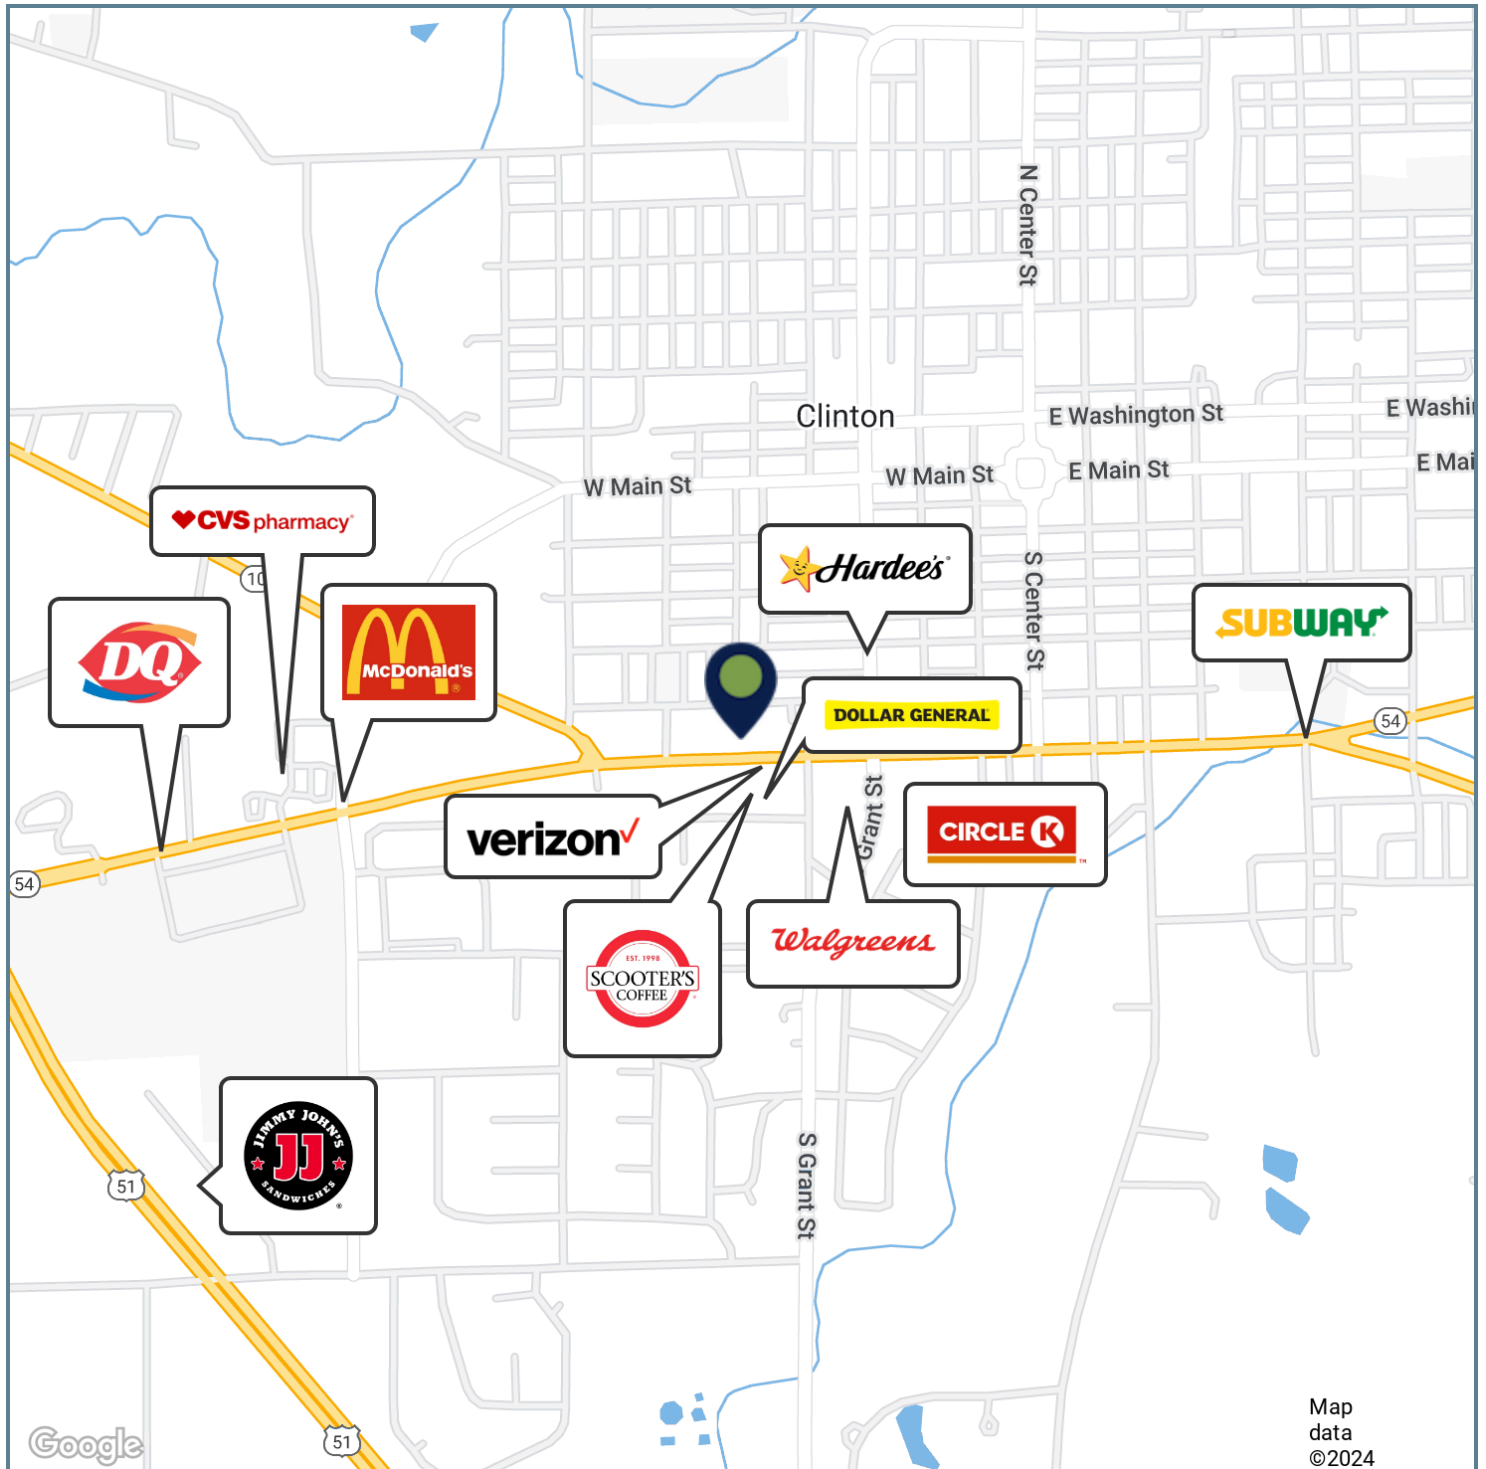 N Center St
Clinton
E Washington St
E Washi
W Main St
W Main St
E Main St
E Mai
CVS pharmacy
10
Hardee's
S Center St
DQ
McDonald's
SUBWAY
DOLLAR GENERAL
54
verizon
Grant St
CIRCLE K
TM
54
Walgreens
EST. 1998
SCOOTER'S
COFFEE
JIMMY JOHN'S
JJ
SANDWICHES
51
S Grant St
51
Google
Map
data
©2024